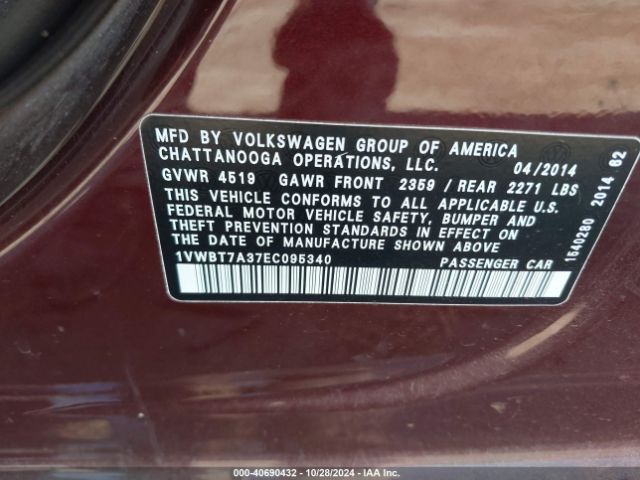 MFD BY VOLKSWAGEN GROUP OF AMERICA
CHATTANOOGA OPERATIONS, LLC. 04/2014
GVWR 4519 GAWR FRONT 2359 / REAR 2271 LBS
THIS VEHICLE CONFORMS TO ALL APPLICABLE U.S.
FEDERAL MOTOR VEHICLE SAFETY, BUMPER AND
THEFT PREVENTION STANDARDS IN EFFECT ON
THE DATE OF MANUFACTURE SHOWN ABOVE
1VWBT7A37EC095340 PASSENGER CAR
1540280 2014 82
000-40690432 - 10/28/2024 - IAA Inc.